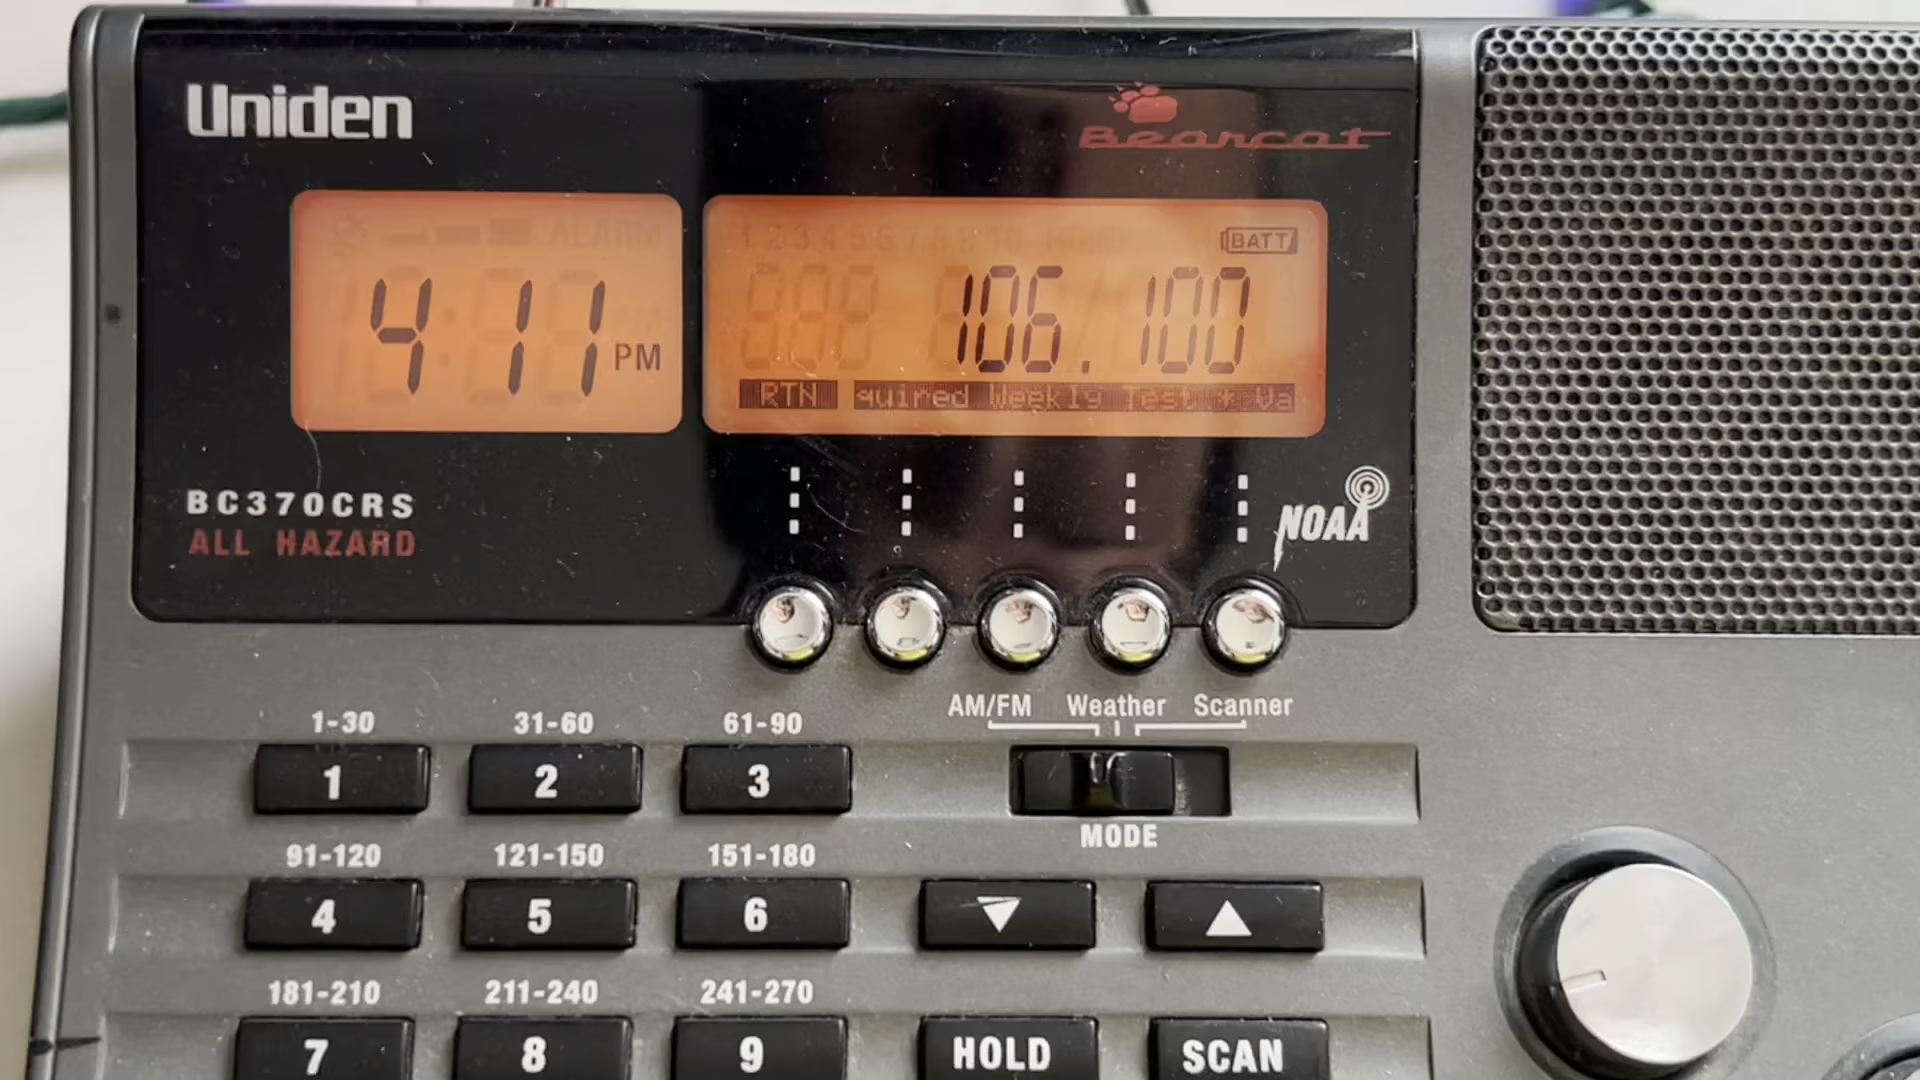 Uniden
Bearcat
BATT
4 11 PM
106.100
RTN quired Weekly Test * Va
BC370CRS
ALL HAZARD
NOAA
AM/FM Weather Scanner
1-30 31-60 61-90
1 2 3
MODE
91-120 121-150 151-180
4 5 6
181-210 211-240 241-270
7 8 9 HOLD SCAN